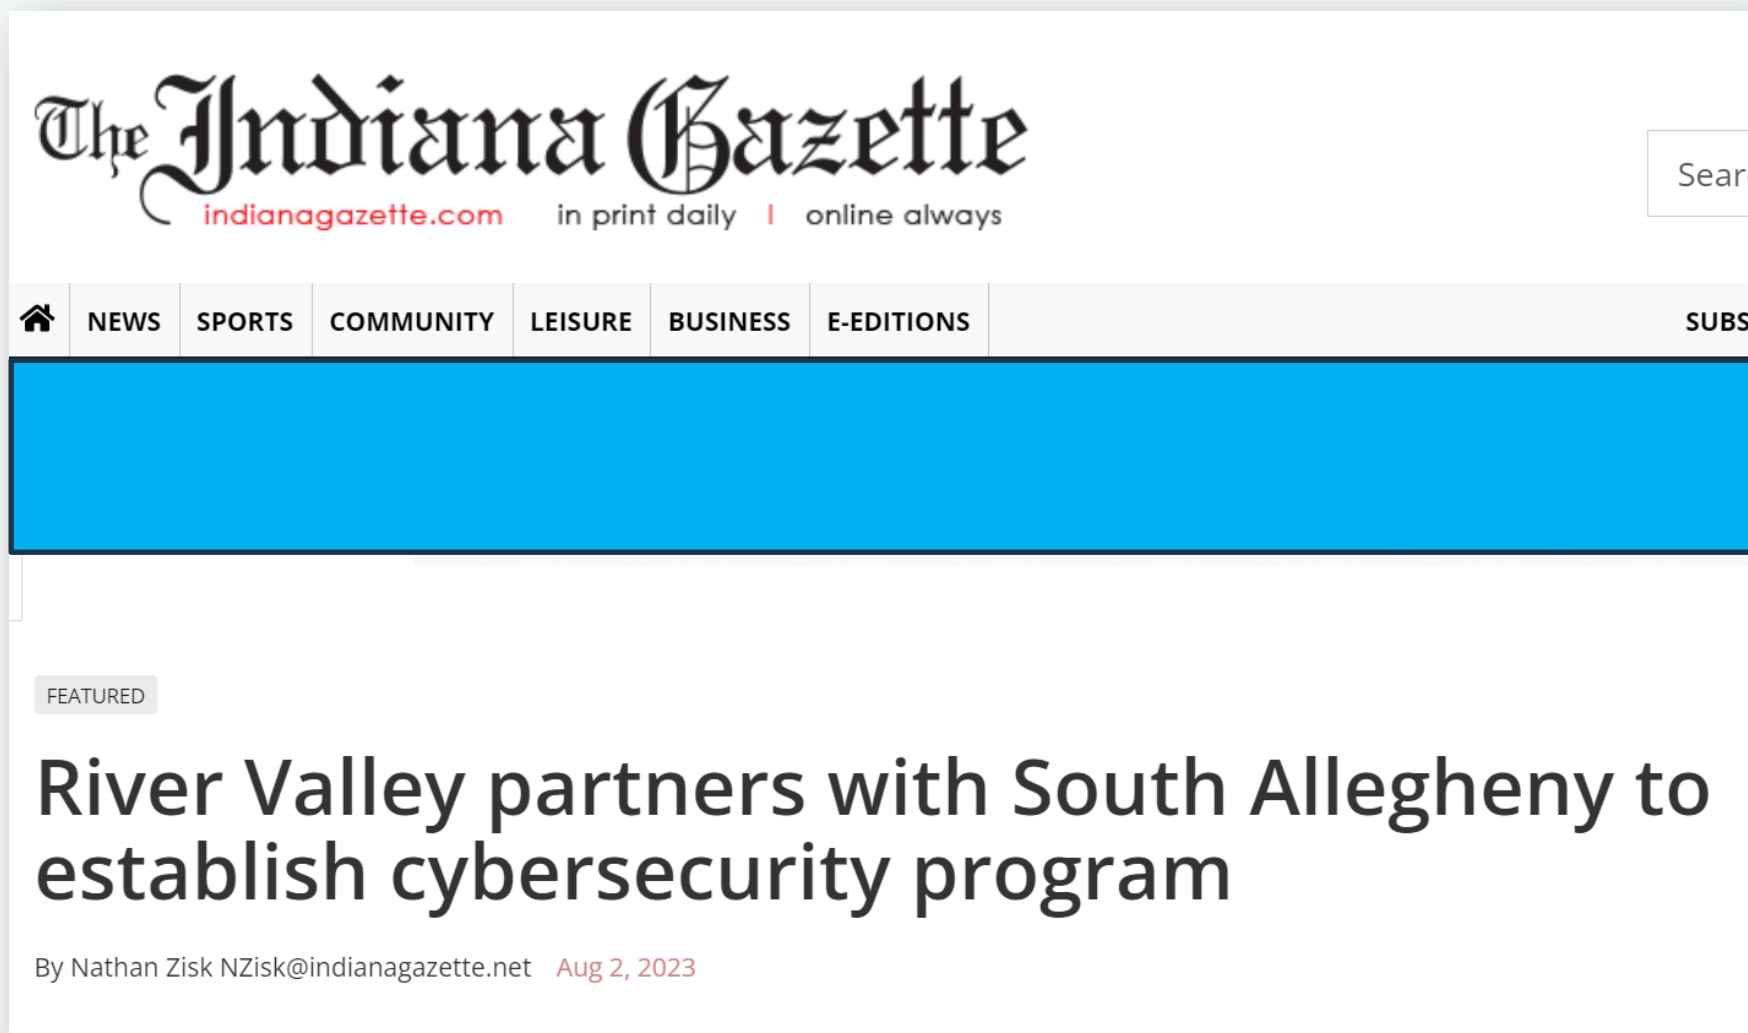 The Indiana Gazette
indianagazette.com in print daily | online always
NEWS SPORTS COMMUNITY LEISURE BUSINESS E-EDITIONS
FEATURED
River Valley partners with South Allegheny to
establish cybersecurity program
By Nathan Zisk NZisk@indianagazette.net Aug 2, 2023